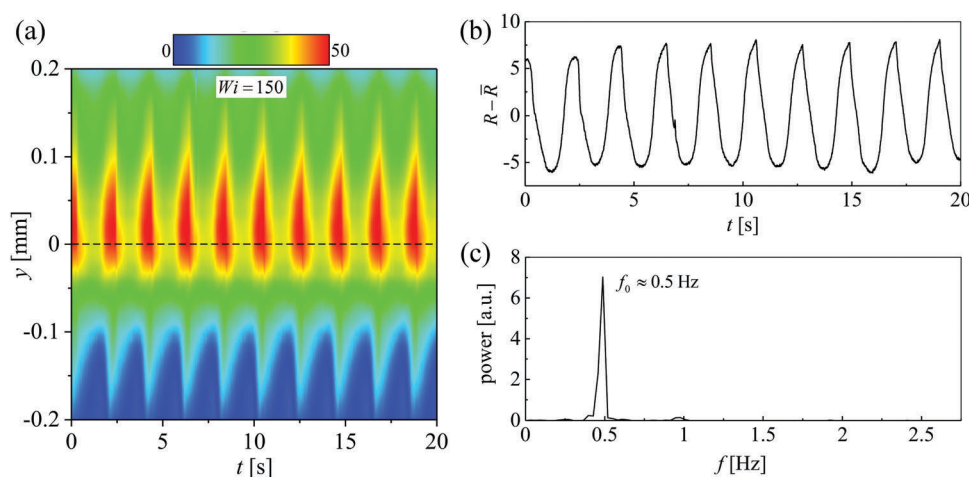 (a)
0
50
Wi = 150
0.2
0.1
0
-0.1
-0.2
y [mm]
0 5 10 15 20
t [s]
(b)
10
5
0
-5
R − R̅
0 5 10 15 20
t [s]
(c)
8
6
4
2
0
power [a.u.]
f₀ ≈ 0.5 Hz
0 0.5 1 1.5 2 2.5
f [Hz]